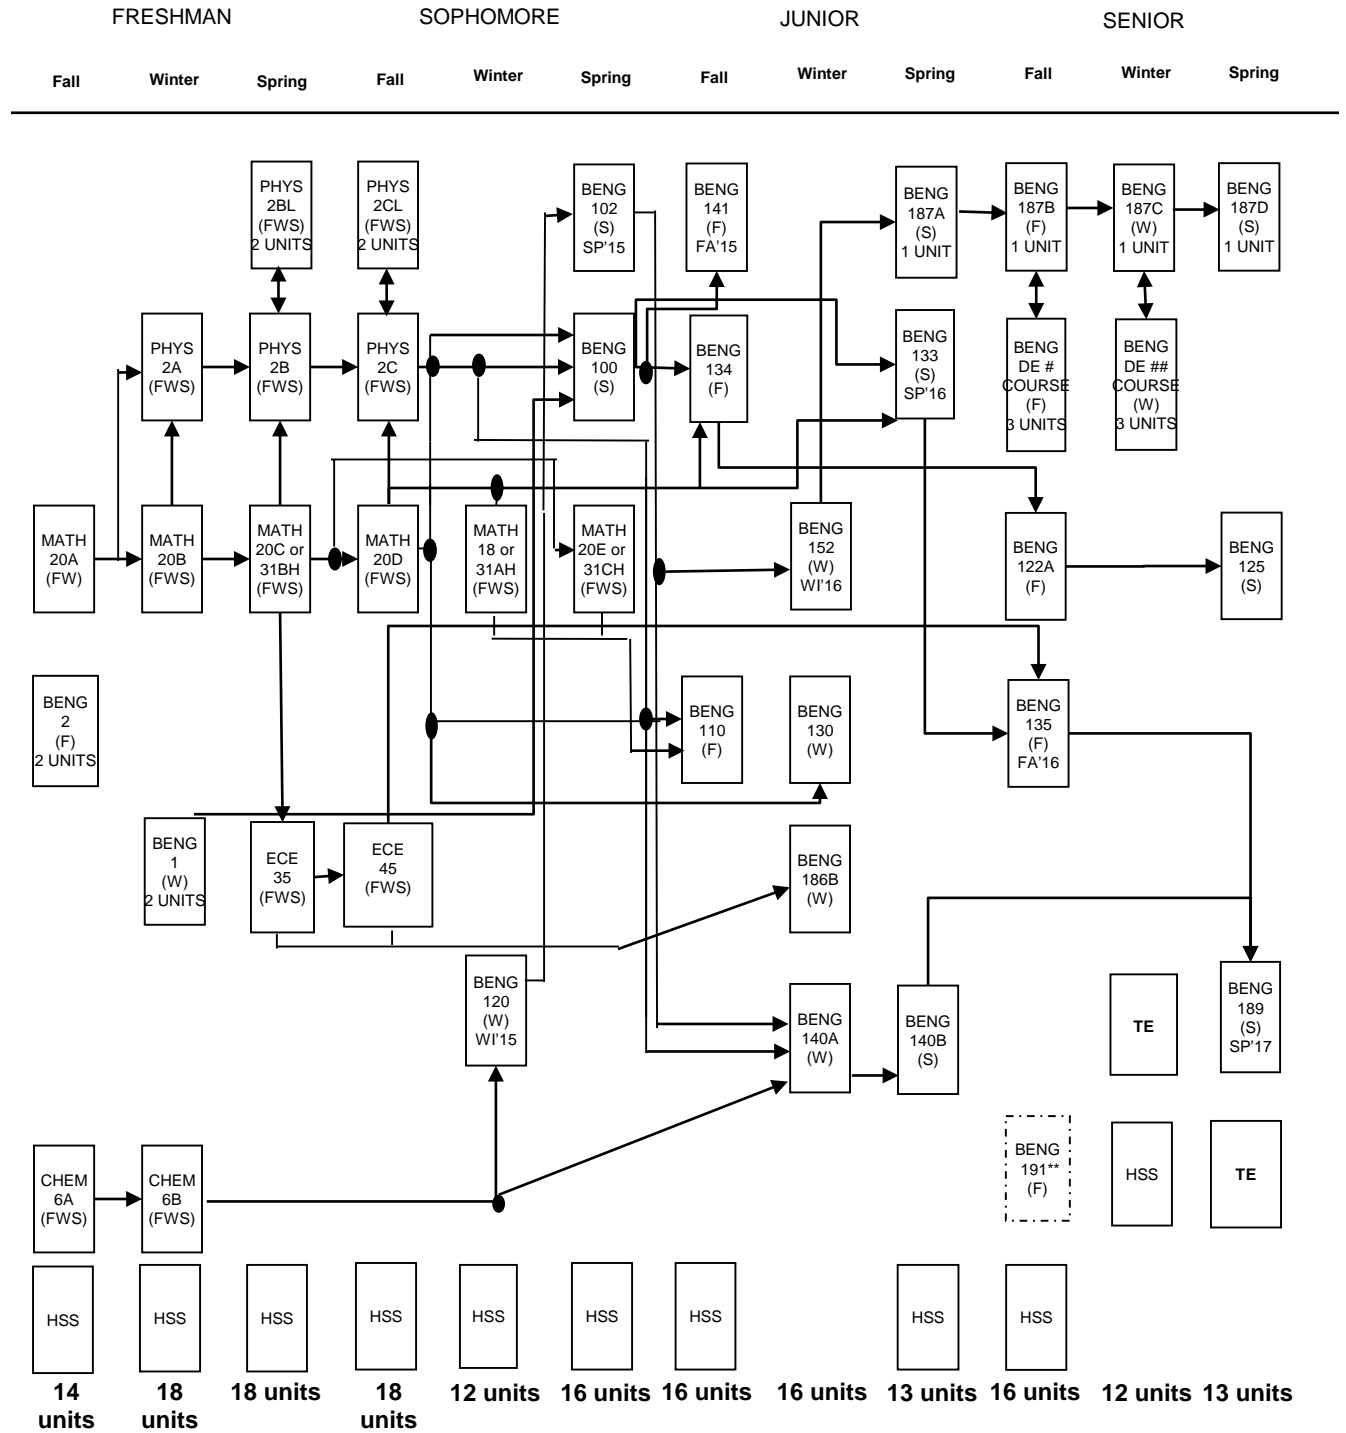 FRESHMAN
SOPHOMORE
JUNIOR
SENIOR
Fall
Winter
Spring
Fall
Winter
Spring
Fall
Winter
Spring
Fall
Winter
Spring
PHYS
2BL
(FWS)
2 UNITS
PHYS
2CL
(FWS)
2 UNITS
BENG
102
(S)
SP'15
BENG
141
(F)
FA'15
BENG
187A
(S)
1 UNIT
BENG
187B
(F)
1 UNIT
BENG
187C
(W)
1 UNIT
BENG
187D
(S)
1 UNIT
PHYS
2A
(FWS)
PHYS
2B
(FWS)
PHYS
2C
(FWS)
BENG
100
(S)
BENG
134
(F)
BENG
133
(S)
SP'16
BENG
DE #
COURSE
(F)
3 UNITS
BENG
DE ##
COURSE
(W)
3 UNITS
MATH
20A
(FW)
MATH
20B
(FWS)
MATH
20C or
31BH
(FWS)
MATH
20D
(FWS)
MATH
18 or
31AH
(FWS)
MATH
20E or
31CH
(FWS)
BENG
152
(W)
WI'16
BENG
122A
(F)
BENG
125
(S)
BENG
2
(F)
2 UNITS
BENG
110
(F)
BENG
130
(W)
BENG
135
(F)
FA'16
BENG
1
(W)
2 UNITS
ECE
35
(FWS)
ECE
45
(FWS)
BENG
186B
(W)
BENG
120
(W)
WI'15
BENG
140A
(W)
BENG
140B
(S)
TE
BENG
189
(S)
SP'17
CHEM
6A
(FWS)
CHEM
6B
(FWS)
BENG
191**
(F)
HSS
TE
HSS
HSS
HSS
HSS
HSS
HSS
HSS
HSS
HSS
14
units
18
units
18 units
18
units
12 units
16 units
16 units
16 units
13 units
16 units
12 units
13 units